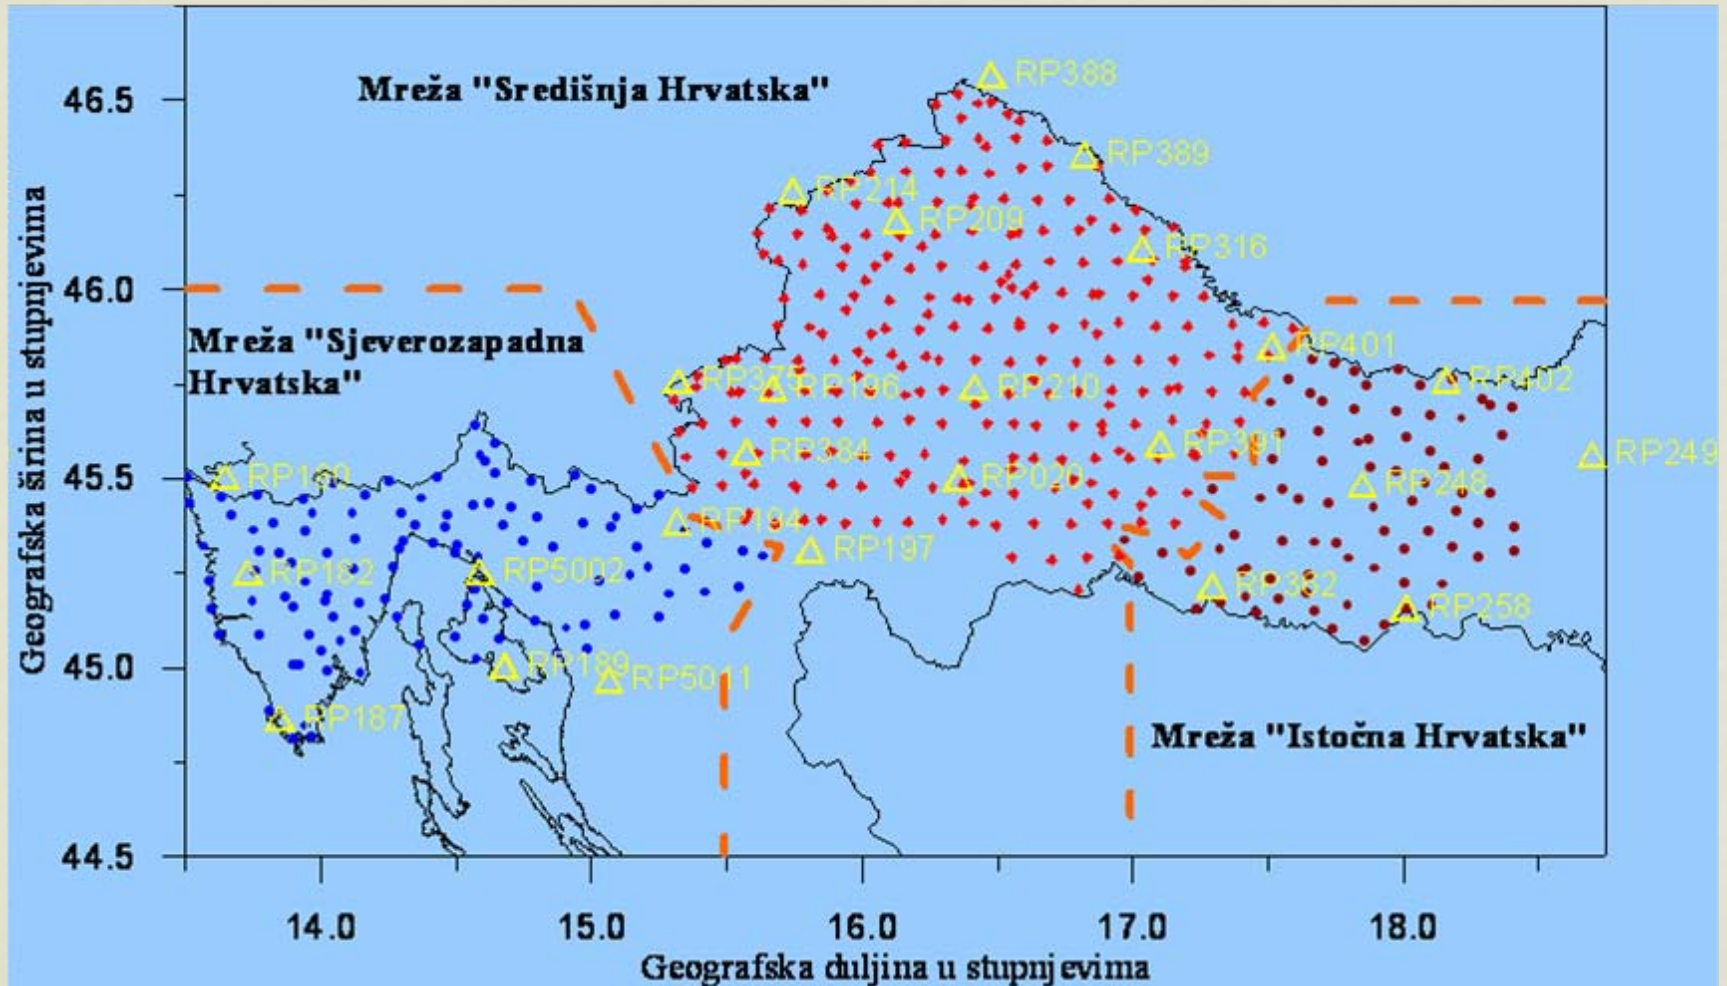 Mreža "Središnja Hrvatska"
RP388
46.5
RP389
RP214
RP209
RP316
46.0
Mreža "Sjeverozapadna
Hrvatska"
RP401
RP375
RP196
RP210
RP402
RP384
RP391
RP249
45.5
RP020
RP248
RP194
RP197
RP182
RP5002
RP258
45.0
RP189
RP5011
RP187
Mreža "Istočna Hrvatska"
44.5
14.0
15.0
16.0
17.0
18.0
Geografska duljina u stupnjevima
Geografska širina u stupnjevima